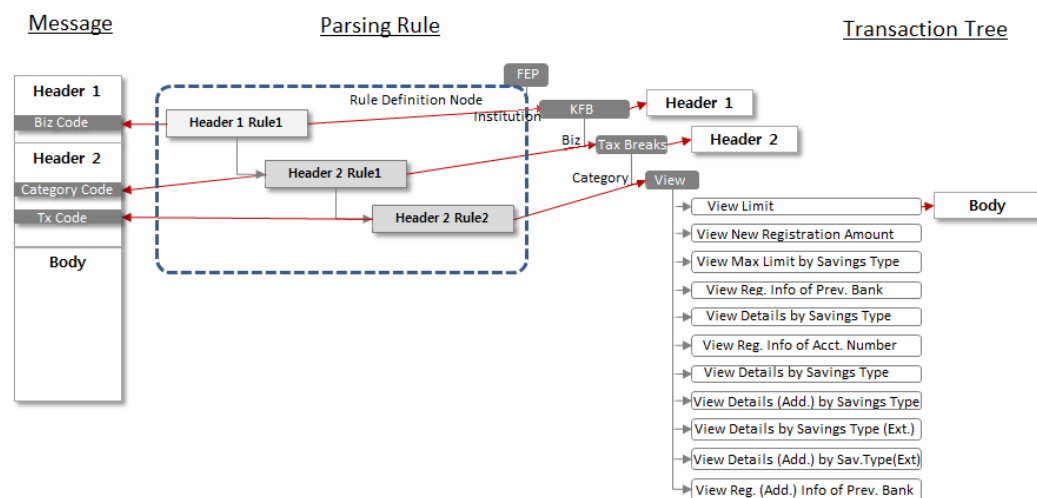 Message
Parsing Rule
Transaction Tree
Header 1
Biz Code
Header 2
Category Code
Tx Code
Body
Rule Definition Node
Header 1 Rule1
Header 2 Rule1
Header 2 Rule2
FEP
Institution
KFB
Header 1
Biz
Tax Breaks
Header 2
Category
View
View Limit
Body
View New Registration Amount
View Max Limit by Savings Type
View Reg. Info of Prev. Bank
View Details by Savings Type
View Reg. Info of Acct. Number
View Details by Savings Type
View Details (Add.) by Savings Type
View Details by Savings Type (Ext.)
View Details (Add.) by Sav.Type(Ext)
View Reg. (Add.) Info of Prev. Bank